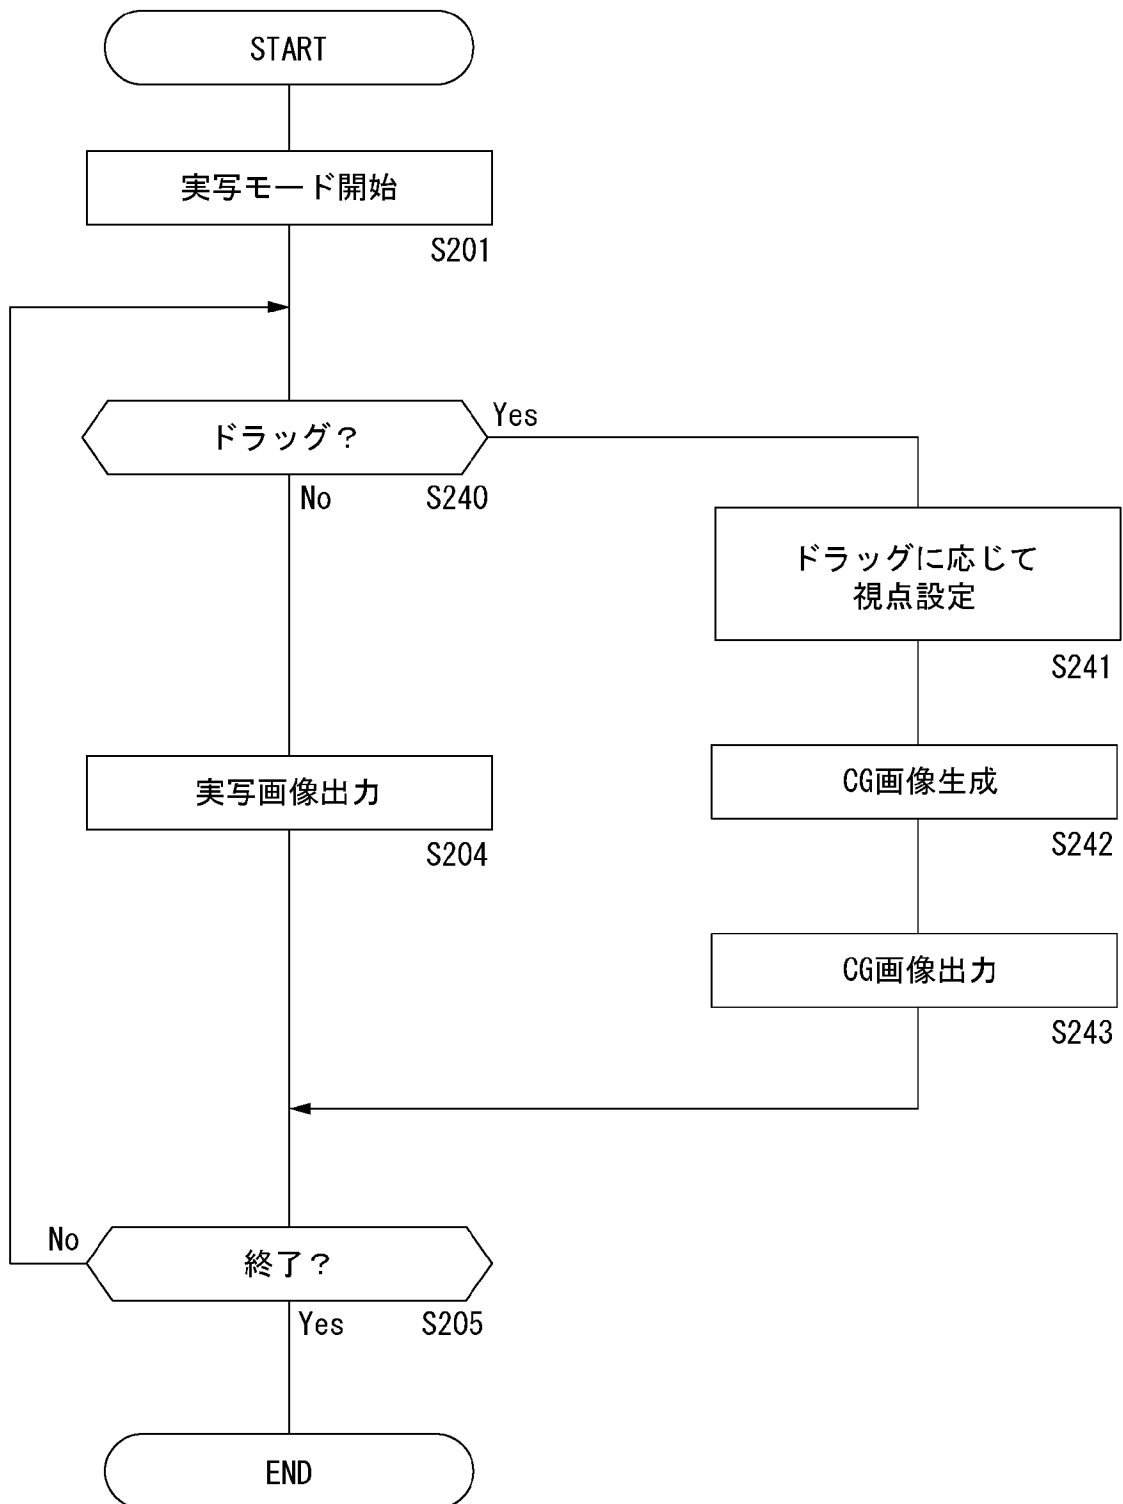 START
実写モード開始
S201
ドラッグ？
Yes
No
S240
ドラッグに応じて
視点設定
S241
実写画像出力
S204
CG画像生成
S242
CG画像出力
S243
No
終了？
Yes
S205
END